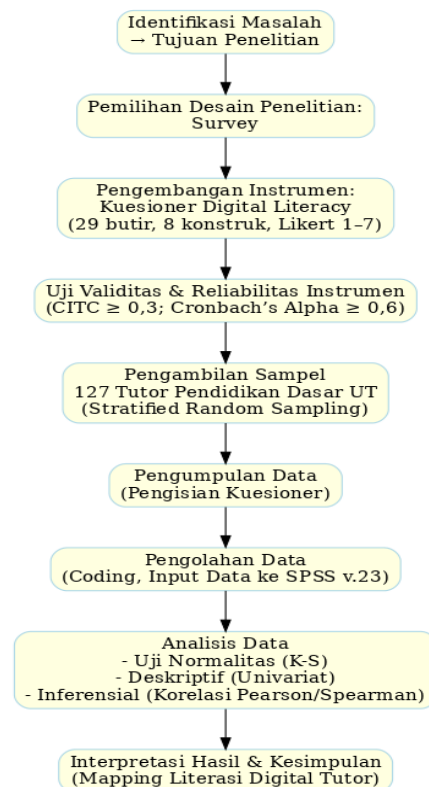 Identifikasi Masalah
→ Tujuan Penelitian
Pemilihan Desain Penelitian:
Survey
Pengembangan Instrumen:
Kuesioner Digital Literacy
(29 butir, 8 konstruk, Likert 1–7)
Uji Validitas & Reliabilitas Instrumen
(CITC ≥ 0,3; Cronbach’s Alpha ≥ 0,6)
Pengambilan Sampel
127 Tutor Pendidikan Dasar UT
(Stratified Random Sampling)
Pengumpulan Data
(Pengisian Kuesioner)
Pengolahan Data
(Coding, Input Data ke SPSS v.23)
Analisis Data
- Uji Normalitas (K-S)
- Deskriptif (Univariat)
- Inferensial (Korelasi Pearson/Spearman)
Interpretasi Hasil & Kesimpulan
(Mapping Literasi Digital Tutor)